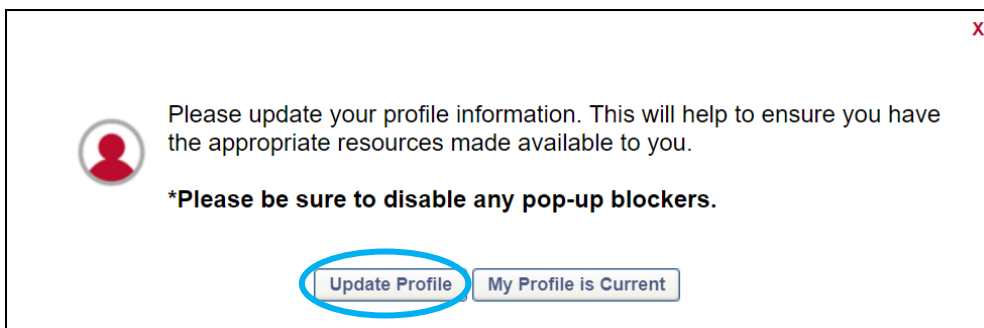 X
Please update your profile information. This will help to ensure you have
the appropriate resources made available to you.
*Please be sure to disable any pop-up blockers.
Update Profile My Profile is Current